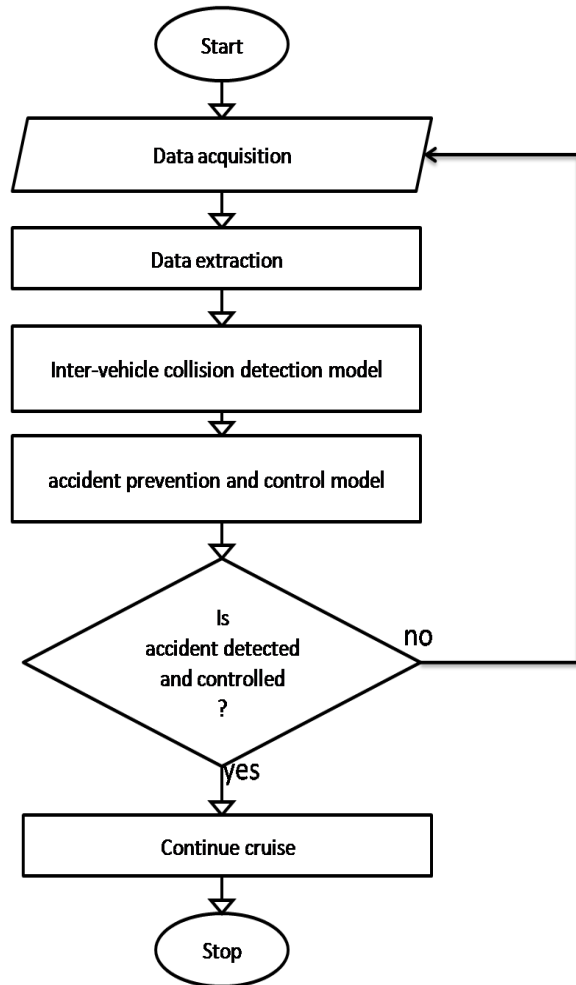 Start
Data acquisition
Data extraction
Inter-vehicle collision detection model
accident prevention and control model
Is
accident detected
and controlled
?
no
yes
Continue cruise
Stop